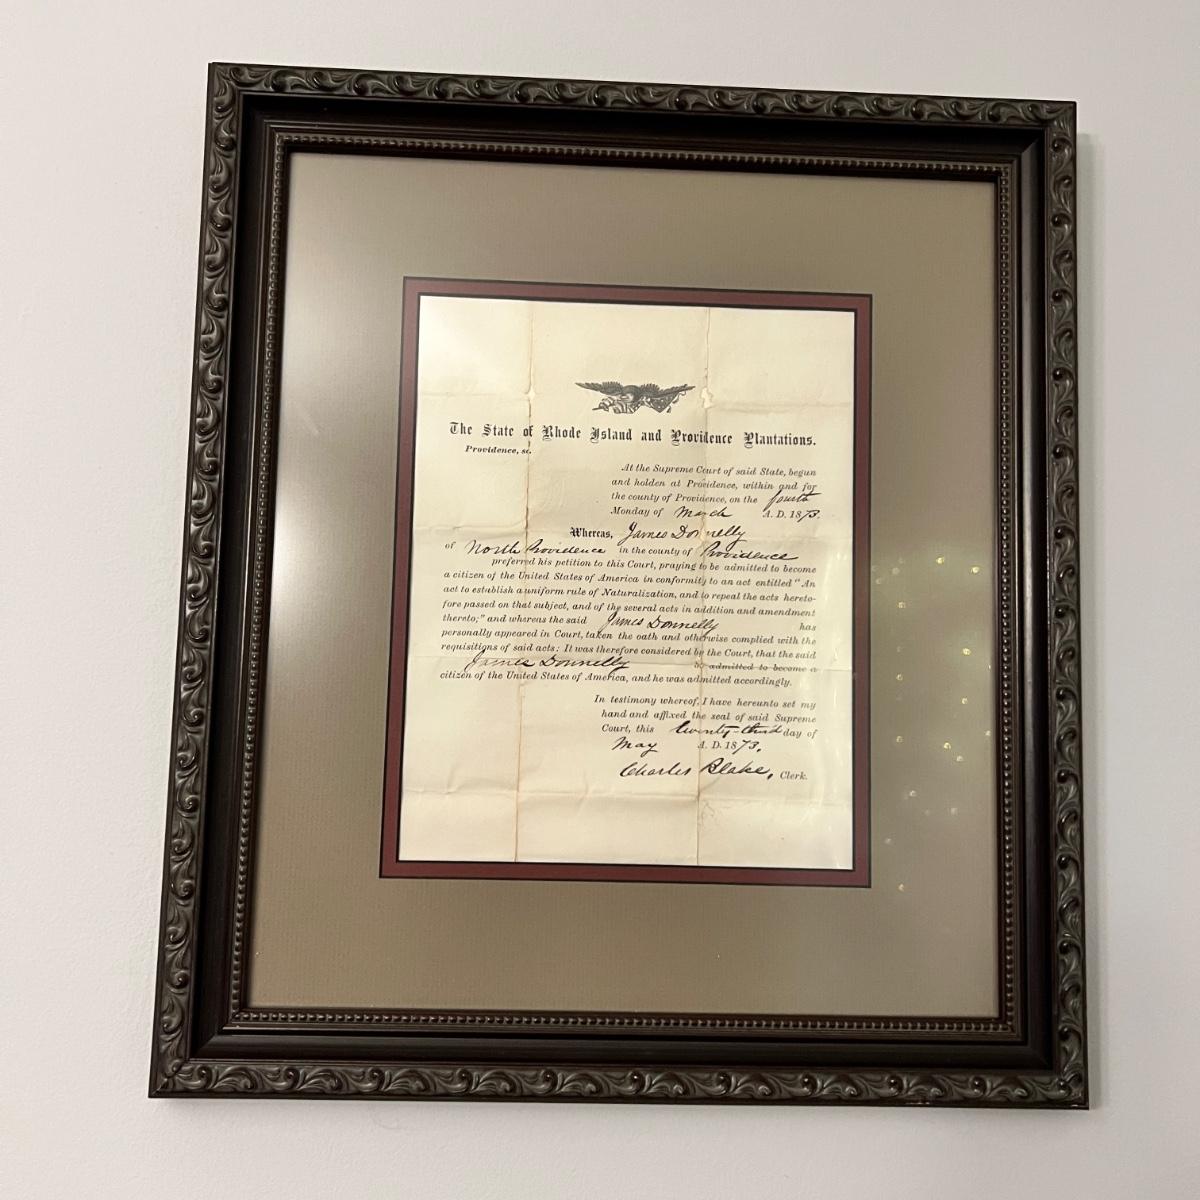 The State of Rhode Island and Providence Plantations.
Providence, sc.
At the Supreme Court of said State, begun
and holden at Providence, within and for
the county of Providence, on the fourth
Monday of March A. D. 1873.
Whereas, James Donnelly
of North Providence in the county of Providence
preferred his petition to this Court, praying to be admitted to become
a citizen of the United States of America in conformity to an act entitled “An
act to establish a uniform rule of Naturalization, and to repeal the acts hereto-
fore passed on that subject, and of the several acts in addition and amendment
thereto;” and whereas the said James Donnelly has
personally appeared in Court, taken the oath and otherwise complied with the
requisitions of said acts: It was therefore considered by the Court, that the said
James Donnelly be admitted to become a
citizen of the United States of America, and he was admitted accordingly.
In testimony whereof, I have hereunto set my
hand and affixed the seal of said Supreme
Court, this twenty-third day of
May A. D. 1873.
Charles Blake, Clerk.